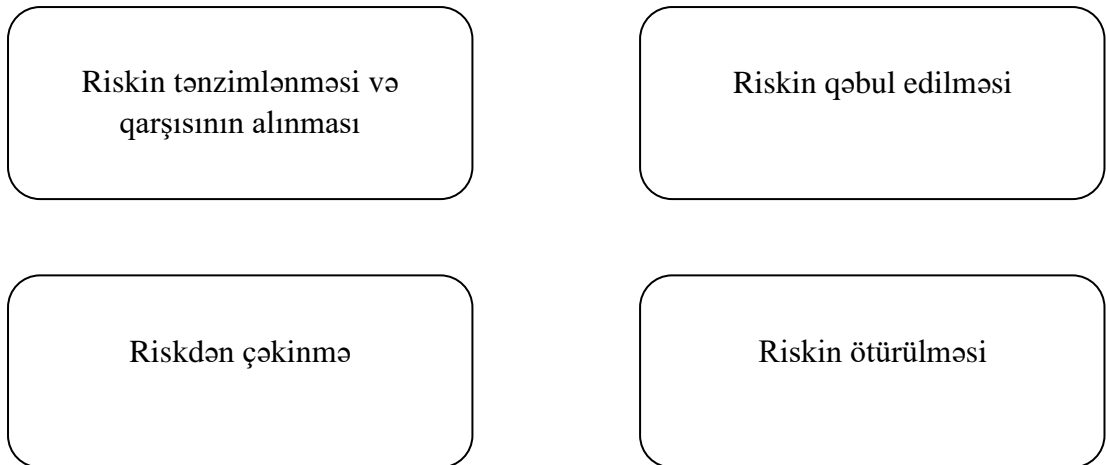 Riskin tənzimlənməsi və
qarşısının alınması
Riskin qəbul edilməsi
Riskdən çəkinmə
Riskin ötürülməsi